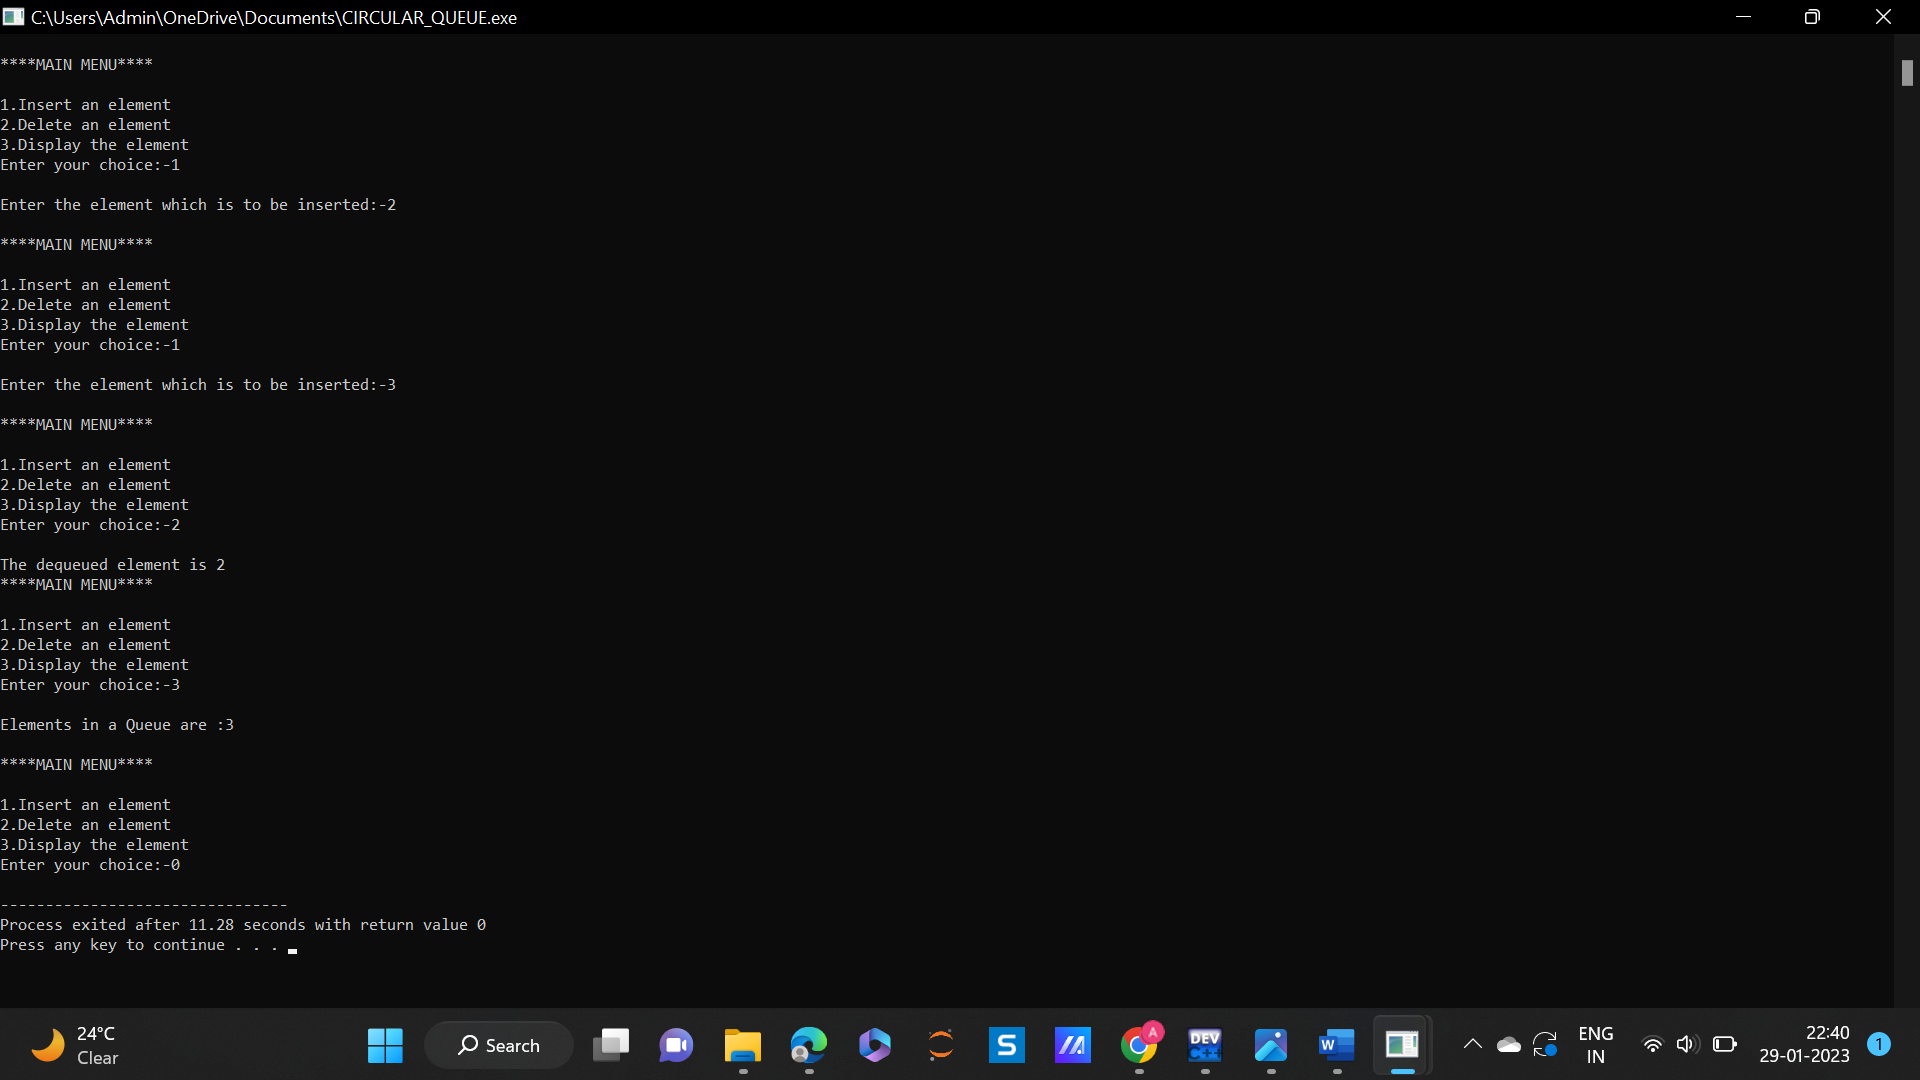 C:\Users\Admin\OneDrive\Documents\CIRCULAR_QUEUE.exe
****MAIN MENU****
1.Insert an element
2.Delete an element
3.Display the element
Enter your choice:-1
Enter the element which is to be inserted:-2
****MAIN MENU****
1.Insert an element
2.Delete an element
3.Display the element
Enter your choice:-1
Enter the element which is to be inserted:-3
****MAIN MENU****
1.Insert an element
2.Delete an element
3.Display the element
Enter your choice:-2
The dequeued element is 2
****MAIN MENU****
1.Insert an element
2.Delete an element
3.Display the element
Enter your choice:-3
Elements in a Queue are :3
****MAIN MENU****
1.Insert an element
2.Delete an element
3.Display the element
Enter your choice:-0
--------------------------------
Process exited after 11.28 seconds with return value 0
Press any key to continue . . .
24°C
Clear
Search
S
A
DEV
C++
W
ENG
IN
22:40
29-01-2023
1